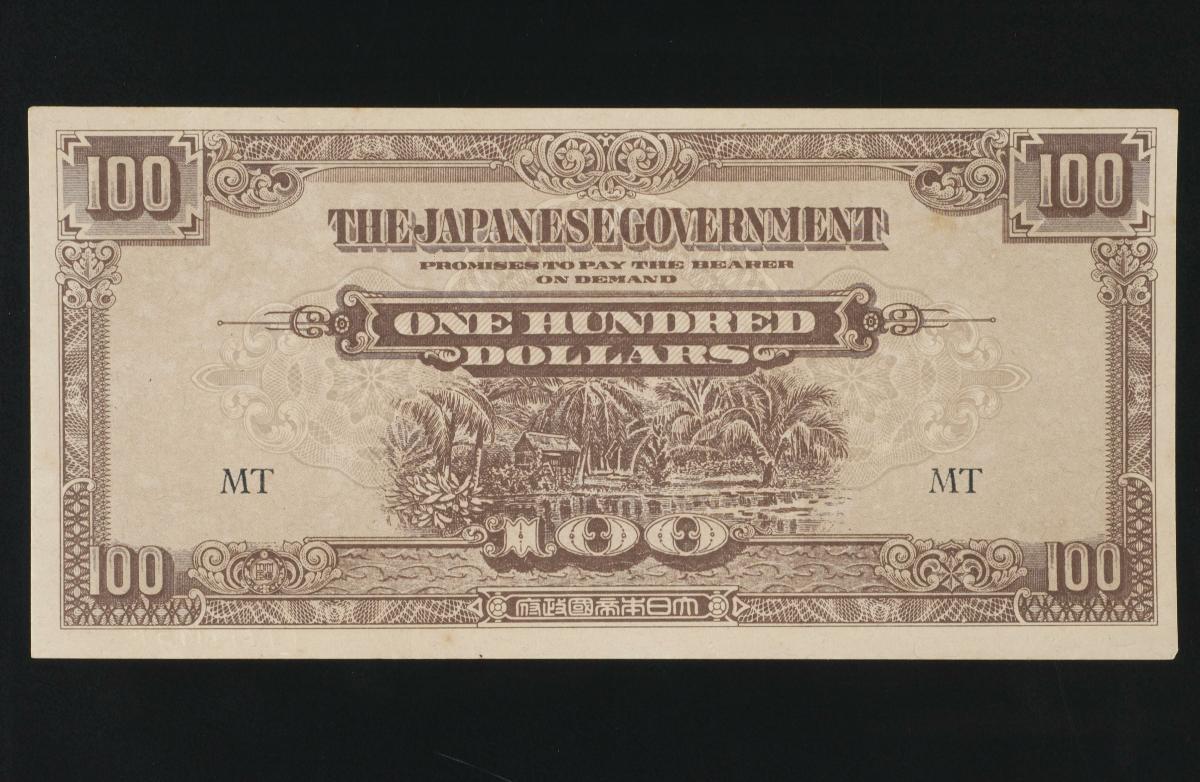 100 100
THE JAPANESE GOVERNMENT
PROMISES TO PAY THE BEARER
ON DEMAND
ONE HUNDRED
DOLLARS
MT MT
100
100 100
府政國帝本日大